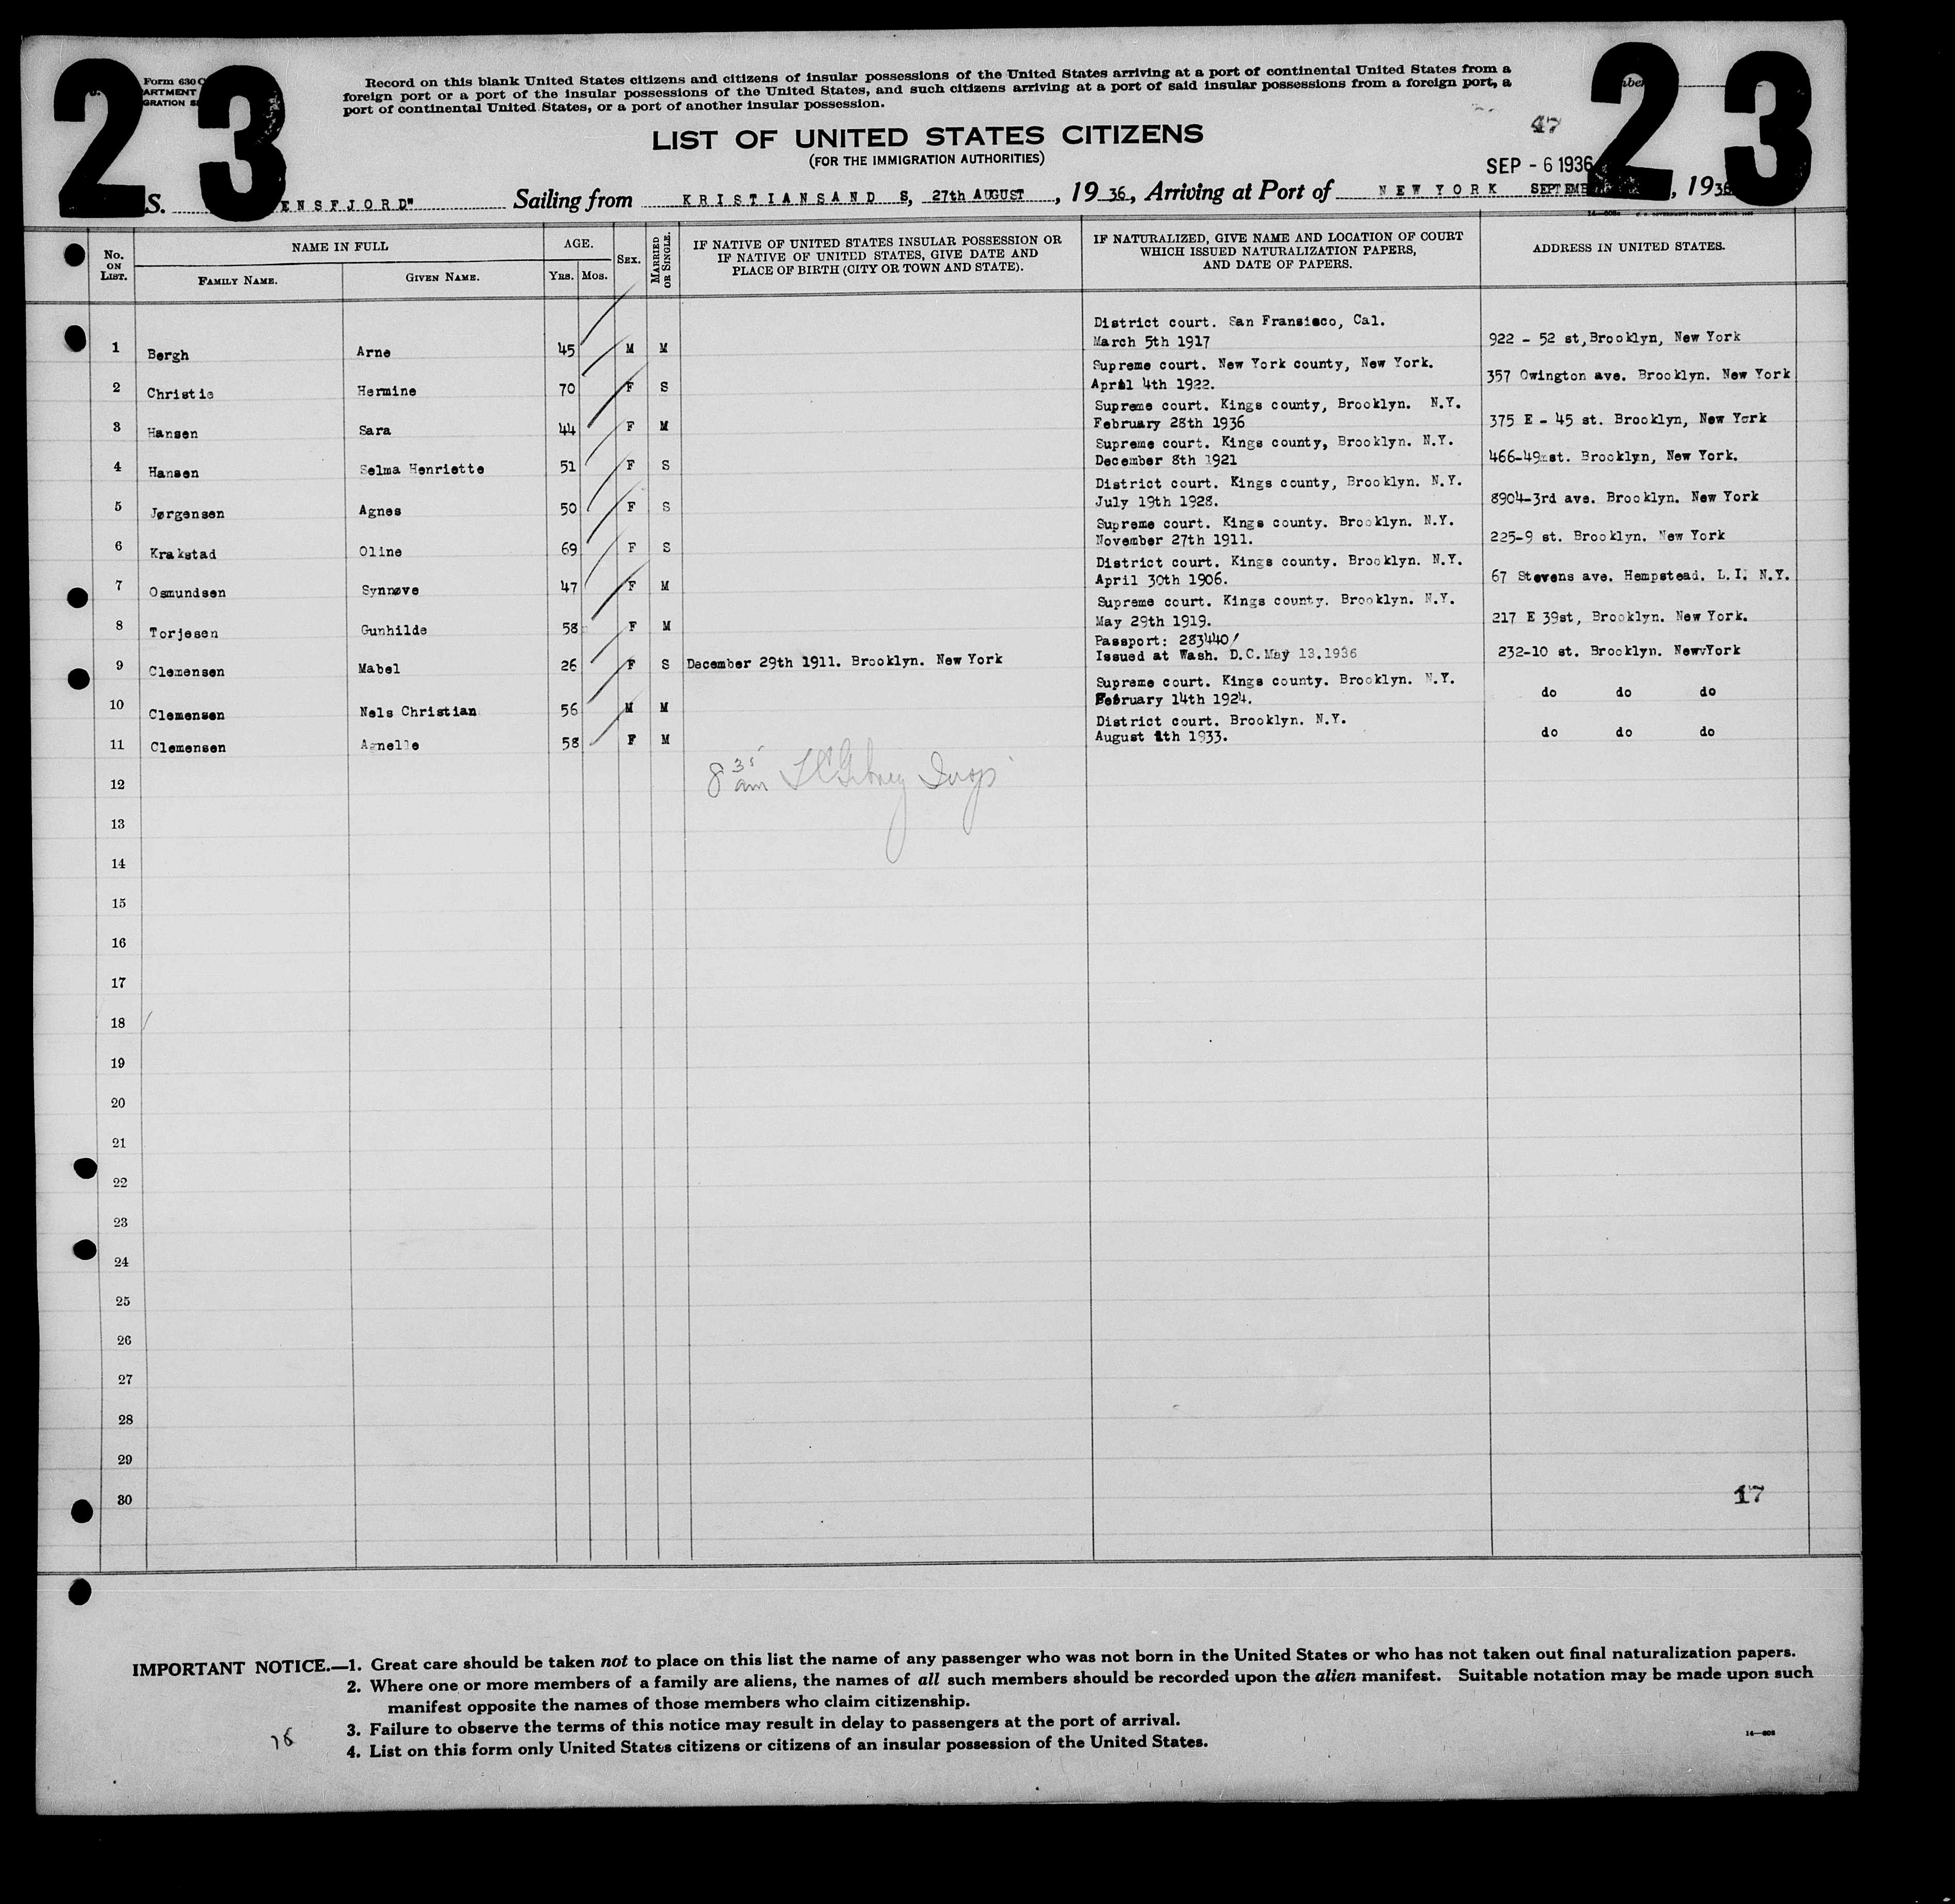 23
23
Form 630
ARTMENT
GRATION
Record on this blank United States citizens and citizens of insular possessions of the United States arriving at a port of continental United States from a
foreign port or a port of the insular possessions of the United States, and such citizens arriving at a port of said insular possessions from a foreign port, a
port of continental United States, or a port of another insular possession.
47
LIST OF UNITED STATES CITIZENS
(FOR THE IMMIGRATION AUTHORITIES)
SEP - 6 1936
S. ENSFJORD" Sailing from KRISTIANSAND S, 27th AUGUST, 19 36, Arriving at Port of NEW YORK SEPTEMB , 19 36
No. ON LIST. NAME IN FULL AGE. SEX. MARRIED OR SINGLE. IF NATIVE OF UNITED STATES INSULAR POSSESSION OR IF NATIVE OF UNITED STATES, GIVE DATE AND PLACE OF BIRTH (CITY OR TOWN AND STATE). IF NATURALIZED, GIVE NAME AND LOCATION OF COURT WHICH ISSUED NATURALIZATION PAPERS, AND DATE OF PAPERS. ADDRESS IN UNITED STATES.
FAMILY NAME. GIVEN NAME. YRS. MOS.
District court. San Fransisco, Cal.
1 Bergh Arne 45 M M March 5th 1917 922 - 52 st, Brooklyn, New York
Supreme court. New York county, New York.
2 Christie Hermine 70 F S April 4th 1922. 357 Owington ave. Brooklyn. New York
Supreme court. Kings county, Brooklyn. N.Y.
3 Hansen Sara 44 F M February 28th 1936 375 E - 45 st. Brooklyn, New York
Supreme court. Kings county, Brooklyn. N.Y.
4 Hansen Selma Henriette 51 F S December 8th 1921 466-49 st. Brooklyn, New York.
District court. Kings county, Brooklyn. N.Y.
5 Jørgensen Agnes 50 F S July 19th 1928. 8904-3rd ave. Brooklyn. New York
Supreme court. Kings county. Brooklyn. N.Y.
6 Krakstad Oline 69 F S November 27th 1911. 225-9 st. Brooklyn. New York
District court. Kings county. Brooklyn. N.Y.
7 Osmundsen Synnøve 47 F M April 30th 1906. 67 Stevens ave. Hempstead. L.I. N.Y.
Supreme court. Kings county. Brooklyn. N.Y.
8 Torjesen Gunhilde 58 F M May 29th 1919. 217 E 39st, Brooklyn. New York.
Passport: 283440
9 Clemensen Mabel 26 F S December 29th 1911. Brooklyn. New York Issued at Wash. D.C. May 13.1936 232-10 st. Brooklyn. NewvYork
Supreme court. Kings county. Brooklyn. N.Y.
10 Clemensen Nels Christian 56 M M February 14th 1924. do do do
District court. Brooklyn. N.Y.
11 Clemensen Agnelle 58 F M August 1th 1933. do do do
8 35 am
12
13
14
15
16
17
18
19
20
21
22
23
24
25
26
27
28
29
30
17
IMPORTANT NOTICE.—1. Great care should be taken not to place on this list the name of any passenger who was not born in the United States or who has not taken out final naturalization papers.
2. Where one or more members of a family are aliens, the names of all such members should be recorded upon the alien manifest. Suitable notation may be made upon such
manifest opposite the names of those members who claim citizenship.
3. Failure to observe the terms of this notice may result in delay to passengers at the port of arrival.
4. List on this form only United States citizens or citizens of an insular possession of the United States.
14—608